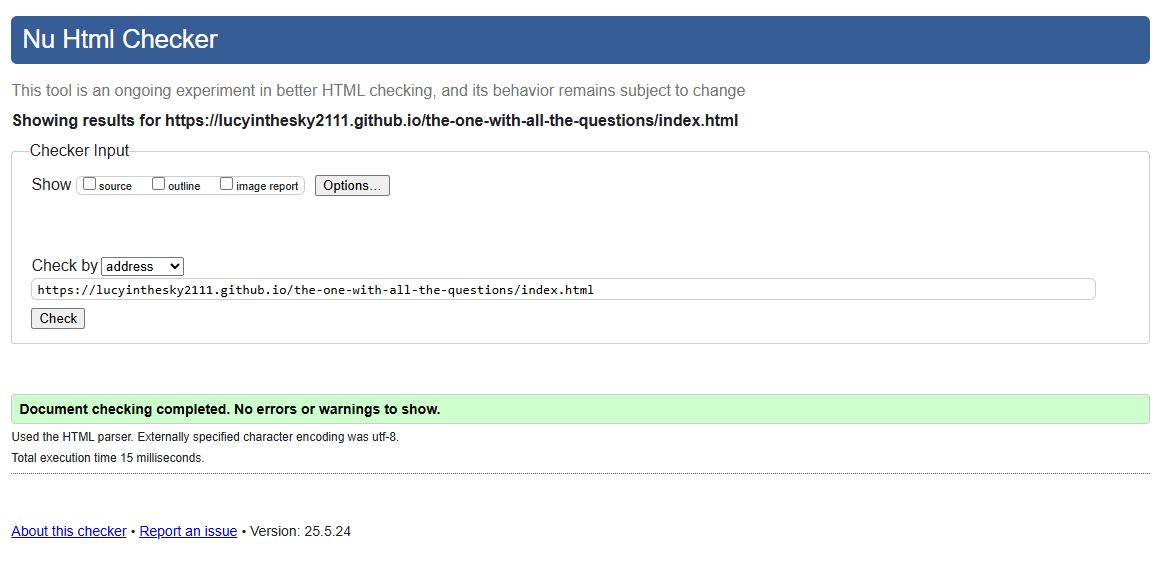 Nu Html Checker
This tool is an ongoing experiment in better HTML checking, and its behavior remains subject to change
Showing results for https://lucyinthesky2111.github.io/the-one-with-all-the-questions/index.html
Checker Input
Show source outline image report Options...
Check by address
https://lucyinthesky2111.github.io/the-one-with-all-the-questions/index.html
Check
Document checking completed. No errors or warnings to show.
Used the HTML parser. Externally specified character encoding was utf-8.
Total execution time 15 milliseconds.
About this checker • Report an issue • Version: 25.5.24